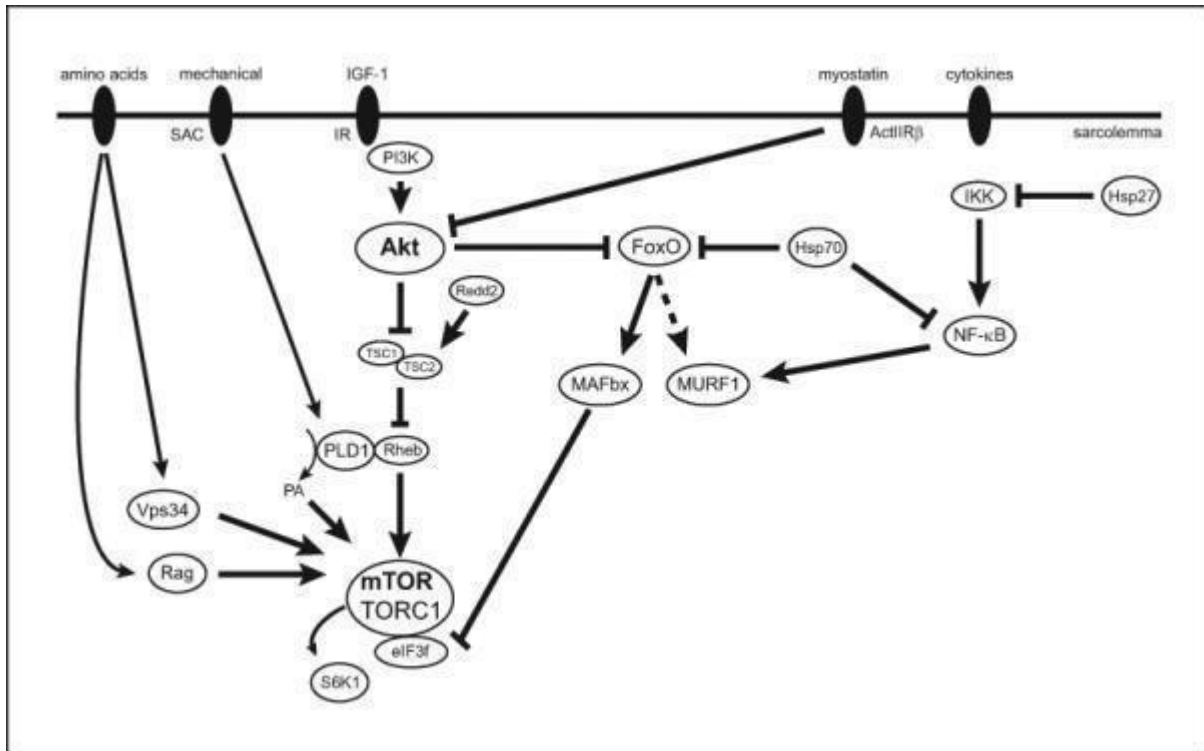 amino acids
mechanical
IGF-1
myostatin
cytokines
SAC
IR
ActIIRβ
sarcolemma
PI3K
IKK
Hsp27
Akt
FoxO
Hsp70
Redd2
NF-κB
TSC1
TSC2
MAFbx
MURF1
PLD1
Rheb
PA
Vps34
Rag
mTOR
TORC1
eIF3f
S6K1